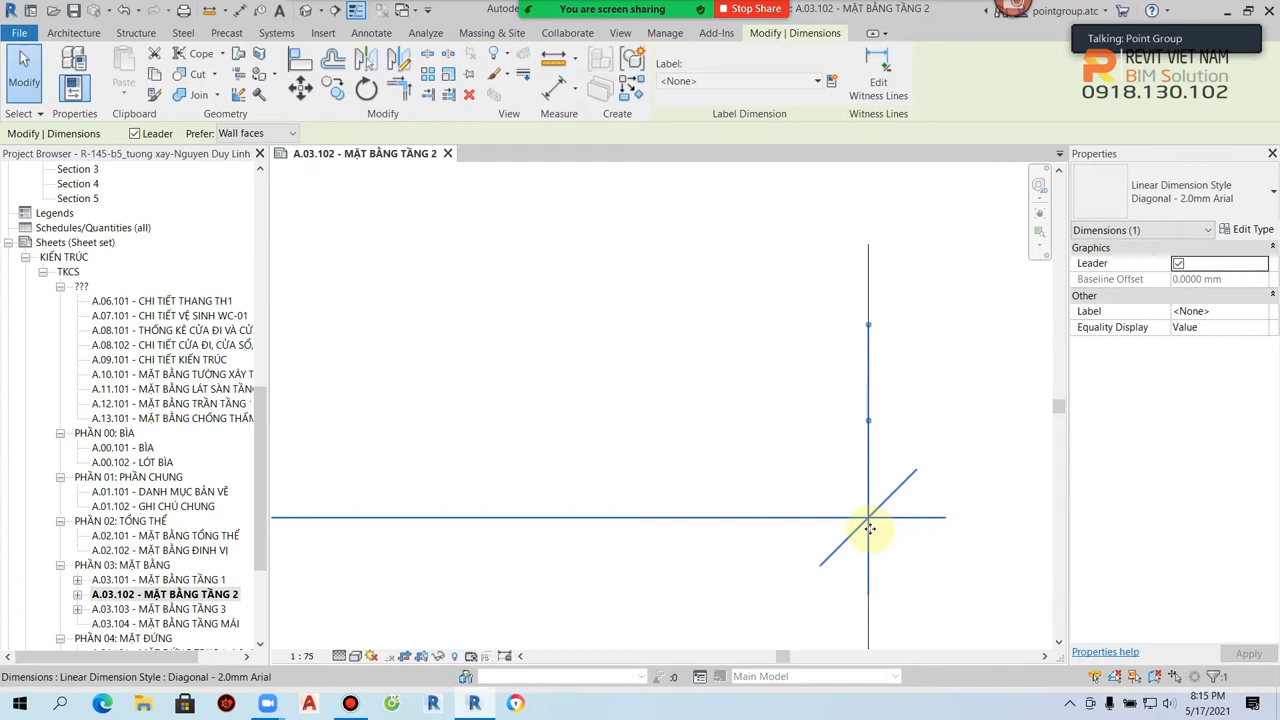 Autode
You are screen sharing
Stop Share
: A.03.102 - MẶT BẰNG TẦNG 2
pointgroup.atc
File
Architecture
Structure
Steel
Precast
Systems
Insert
Annotate
Analyze
Massing & Site
Collaborate
View
Manage
Add-Ins
Modify | Dimensions
Talking: Point Group
REVIT VIET NAM
BIM Solution
0918.130.102
Modify
Paste
Cope
Cut
Join
Label:
<None>
Edit
Witness Lines
Select
Properties
Clipboard
Geometry
Modify
View
Measure
Create
Label Dimension
Witness Lines
Modify | Dimensions
Leader
Prefer:
Wall faces
Project Browser - R-145-b5_tuong xay-Nguyen Duy Linh
A.03.102 - MẶT BẰNG TẦNG 2
Properties
Section 3
Section 4
Section 5
Legends
Schedules/Quantities (all)
Sheets (Sheet set)
KIẾN TRÚC
TKCS
???
A.06.101 - CHI TIẾT THANG TH1
A.07.101 - CHI TIẾT VỆ SINH WC-01
A.08.101 - THỐNG KÊ CỬA ĐI VÀ CỬ
A.08.102 - CHI TIẾT CỬA ĐI, CỬA SỔ,
A.09.101 - CHI TIẾT KIẾN TRÚC
A.10.101 - MẶT BẰNG TƯỜNG XÂY T
A.11.101 - MẶT BẰNG LÁT SÀN TẦNG
A.12.101 - MẶT BẰNG TRẦN TẦNG
A.13.101 - MẶT BẰNG CHỐNG THẤM
PHẦN 00: BÌA
A.00.101 - BÌA
A.00.102 - LÓT BÌA
PHẦN 01: PHẦN CHUNG
A.01.101 - DANH MỤC BẢN VẼ
A.01.102 - GHI CHÚ CHUNG
PHẦN 02: TỔNG THỂ
A.02.101 - MẶT BẰNG TỔNG THỂ
A.02.102 - MẶT BẰNG ĐINH VỊ
PHẦN 03: MẶT BẰNG
A.03.101 - MẶT BẰNG TẦNG 1
A.03.102 - MẶT BẰNG TẦNG 2
A.03.103 - MẶT BẰNG TẦNG 3
A.03.104 - MẶT BẰNG TẦNG MÁI
PHẦN 04: MẶT ĐỨNG
Linear Dimension Style
Diagonal - 2.0mm Arial
Dimensions (1)
Edit Type
Graphics
Leader
Baseline Offset
0.0000 mm
Other
Label
<None>
Equality Display
Value
Properties help
Apply
1 : 75
Dimensions : Linear Dimension Style : Diagonal - 2.0mm Arial
:0
Main Model
:1
8:15 PM
5/17/2021